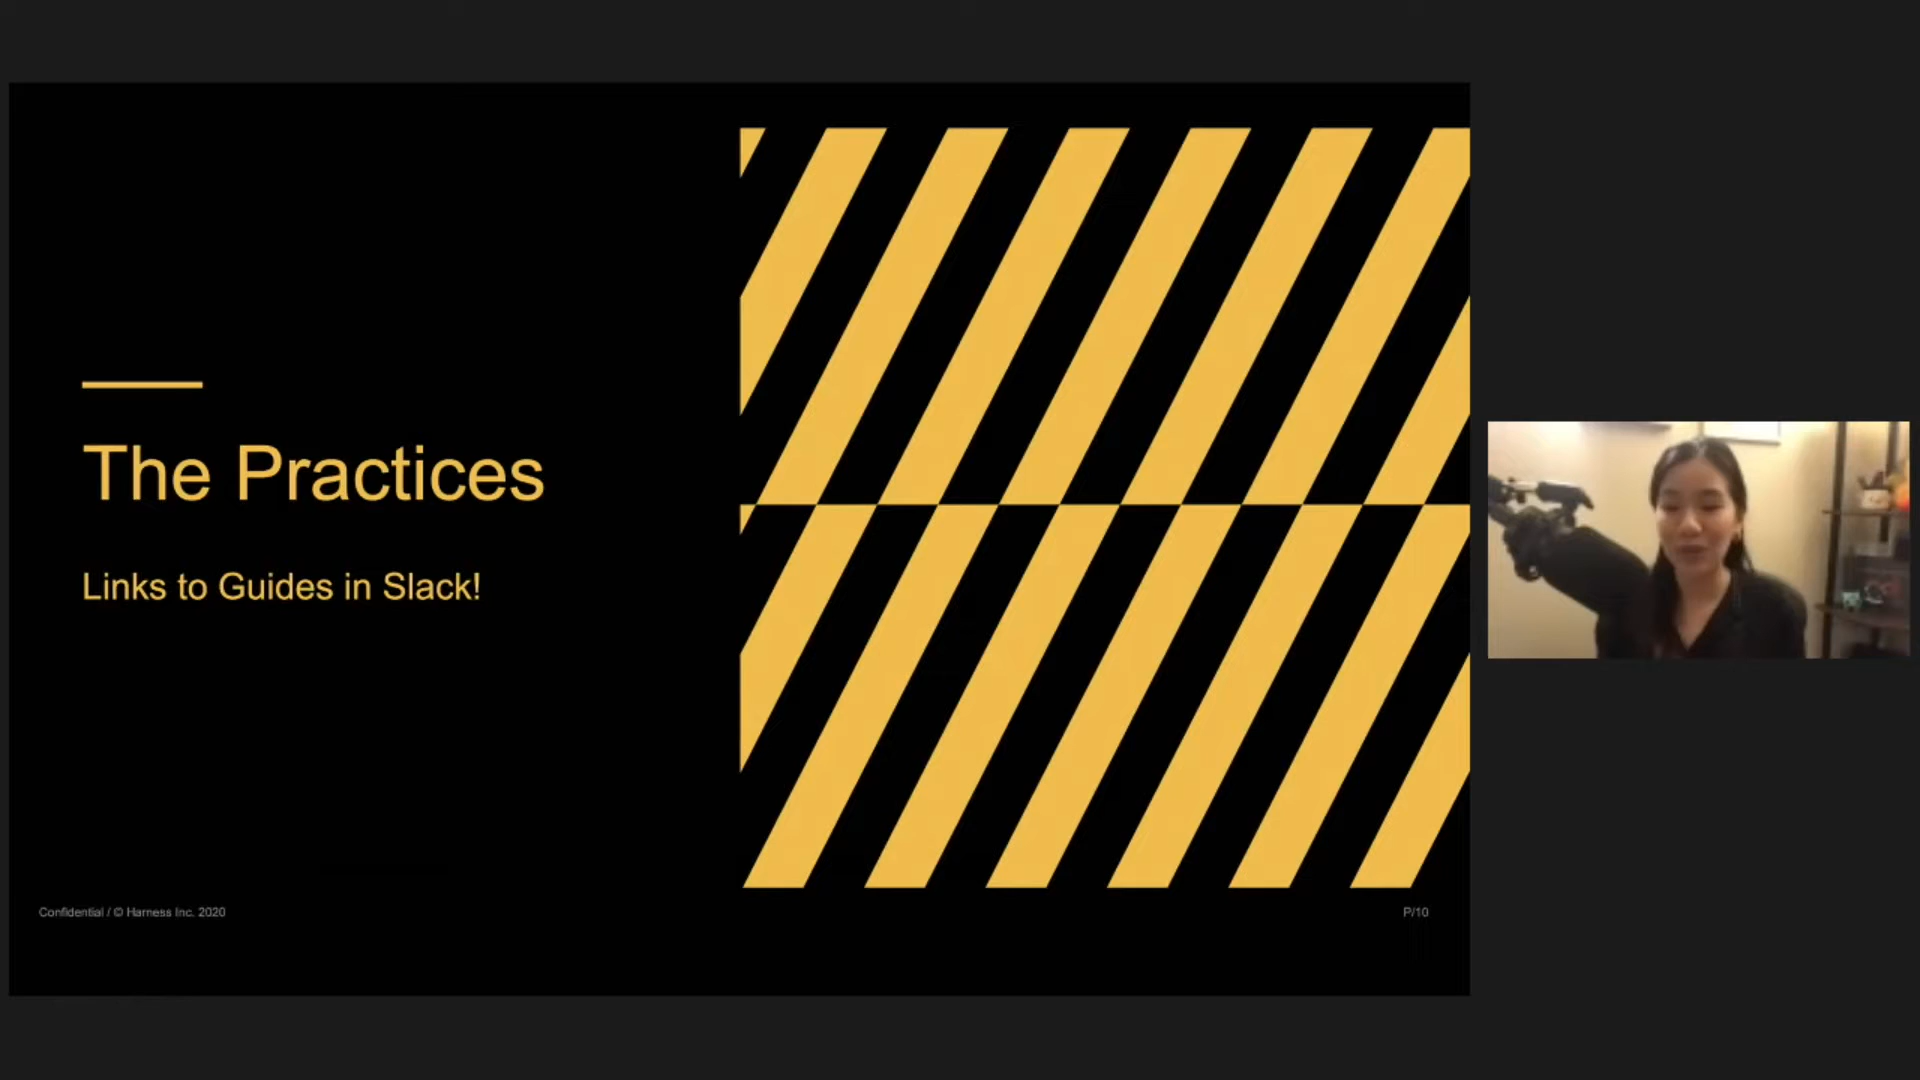 The Practices
Links to Guides in Slack!
Confidential / © Harness Inc. 2020
P/10